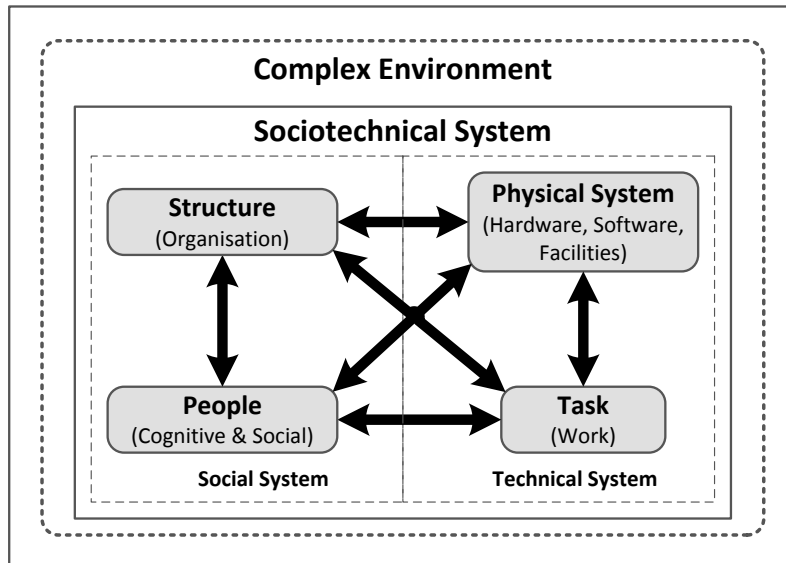 Complex Environment
Sociotechnical System
Structure
(Organisation)
Physical System
(Hardware, Software,
Facilities)
People
(Cognitive & Social)
Task
(Work)
Social System
Technical System